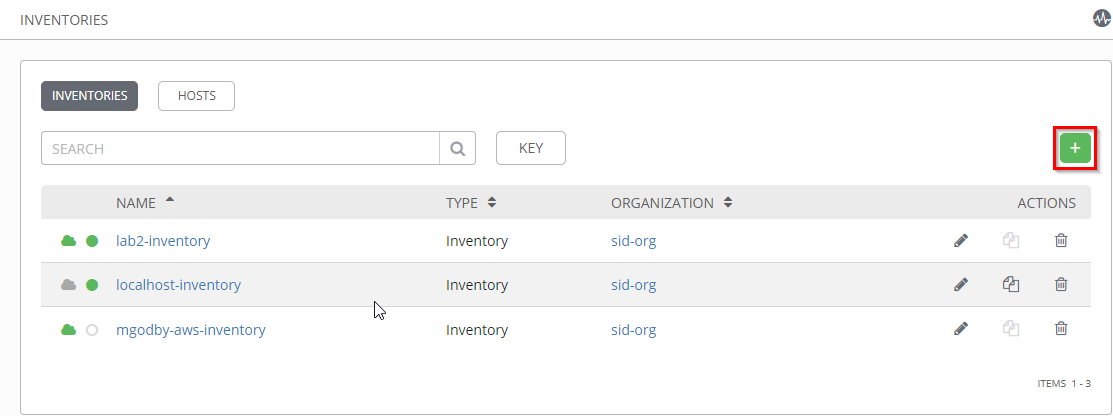 INVENTORIES
INVENTORIES HOSTS
SEARCH KEY +
NAME TYPE ORGANIZATION ACTIONS
lab2-inventory Inventory sid-org
localhost-inventory Inventory sid-org
mgodby-aws-inventory Inventory sid-org
ITEMS 1 - 3